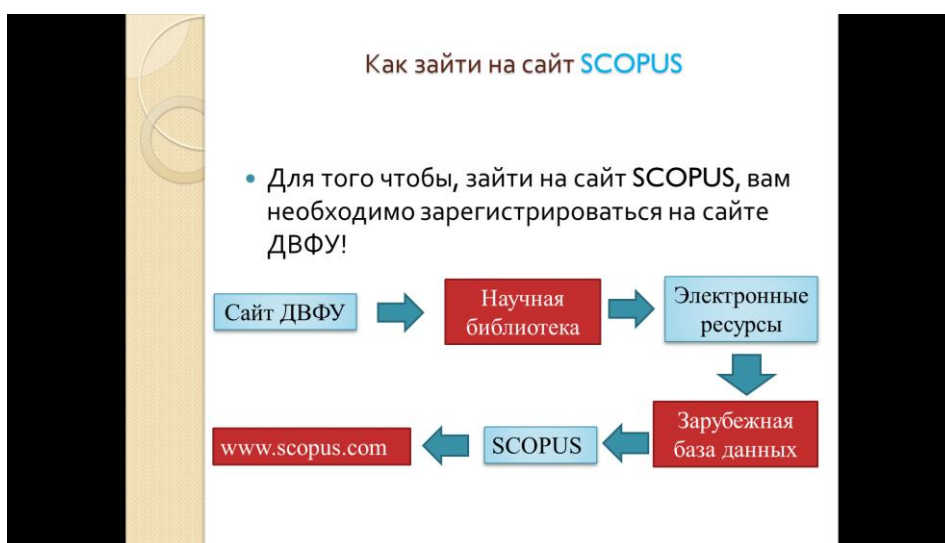 Как зайти на сайт SCOPUS
Для того чтобы, зайти на сайт SCOPUS, вам
необходимо зарегистрироваться на сайте
ДВФУ!
Сайт ДВФУ
Научная
библиотека
Электронные
ресурсы
Зарубежная
база данных
SCOPUS
www.scopus.com